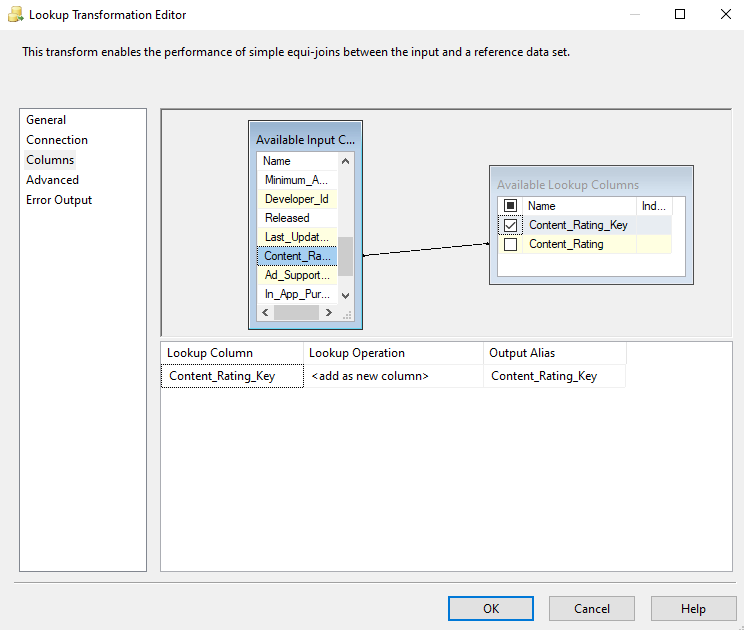 Lookup Transformation Editor
This transform enables the performance of simple equi-joins between the input and a reference data set.
General
Connection
Columns
Advanced
Error Output
Available Input C...
Name
Minimum_A...
Developer_Id
Released
Last_Updat...
Content_Ra...
Ad_Support...
In_App_Pur...
Available Lookup Columns
Name Ind...
Content_Rating_Key
Content_Rating
Lookup Column Lookup Operation Output Alias
Content_Rating_Key <add as new column> Content_Rating_Key
OK Cancel Help